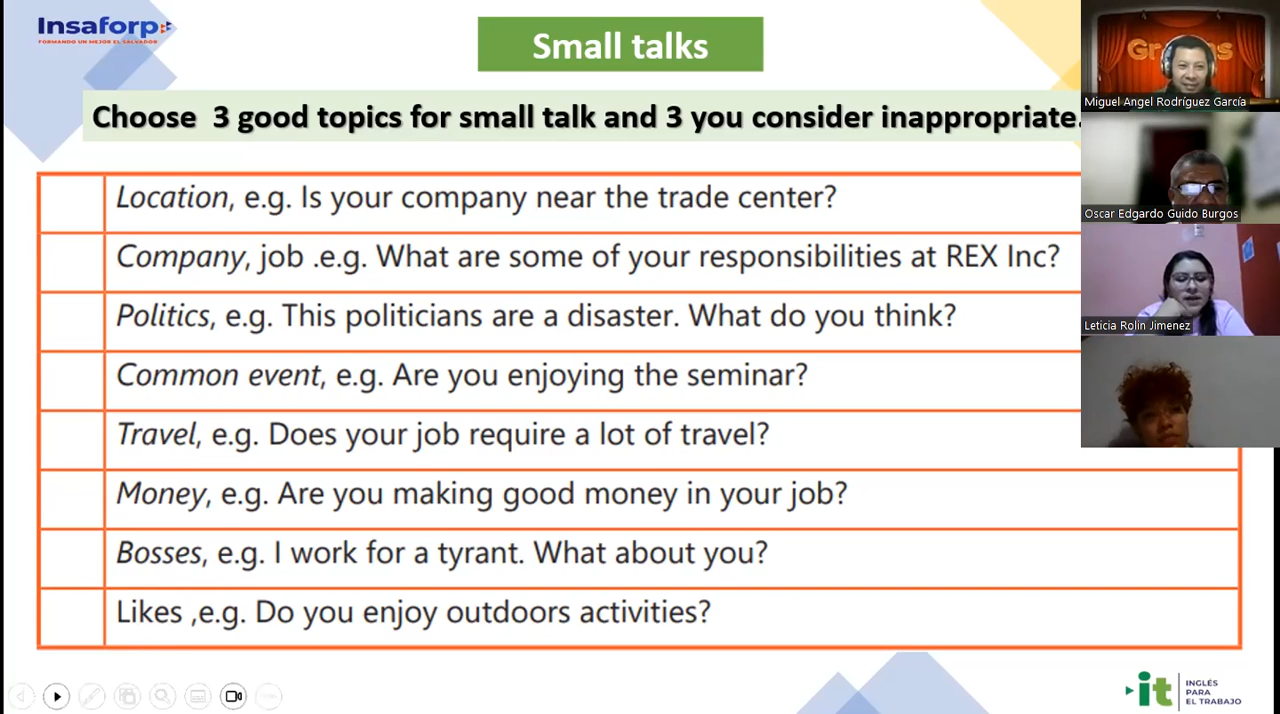 Insaforp
FORMANDO UN MEJOR EL SALVADOR
Small talks
Choose 3 good topics for small talk and 3 you consider inappropriate.
Location, e.g. Is your company near the trade center?
Company, job .e.g. What are some of your responsibilities at REX Inc?
Politics, e.g. This politicians are a disaster. What do you think?
Common event, e.g. Are you enjoying the seminar?
Travel, e.g. Does your job require a lot of travel?
Money, e.g. Are you making good money in your job?
Bosses, e.g. I work for a tyrant. What about you?
Likes ,e.g. Do you enjoy outdoors activities?
Miguel Angel Rodríguez García
Oscar Edgardo Guido Burgos
Leticia Rolin Jimenez
it
INGLÉS
PARA
EL TRABAJO